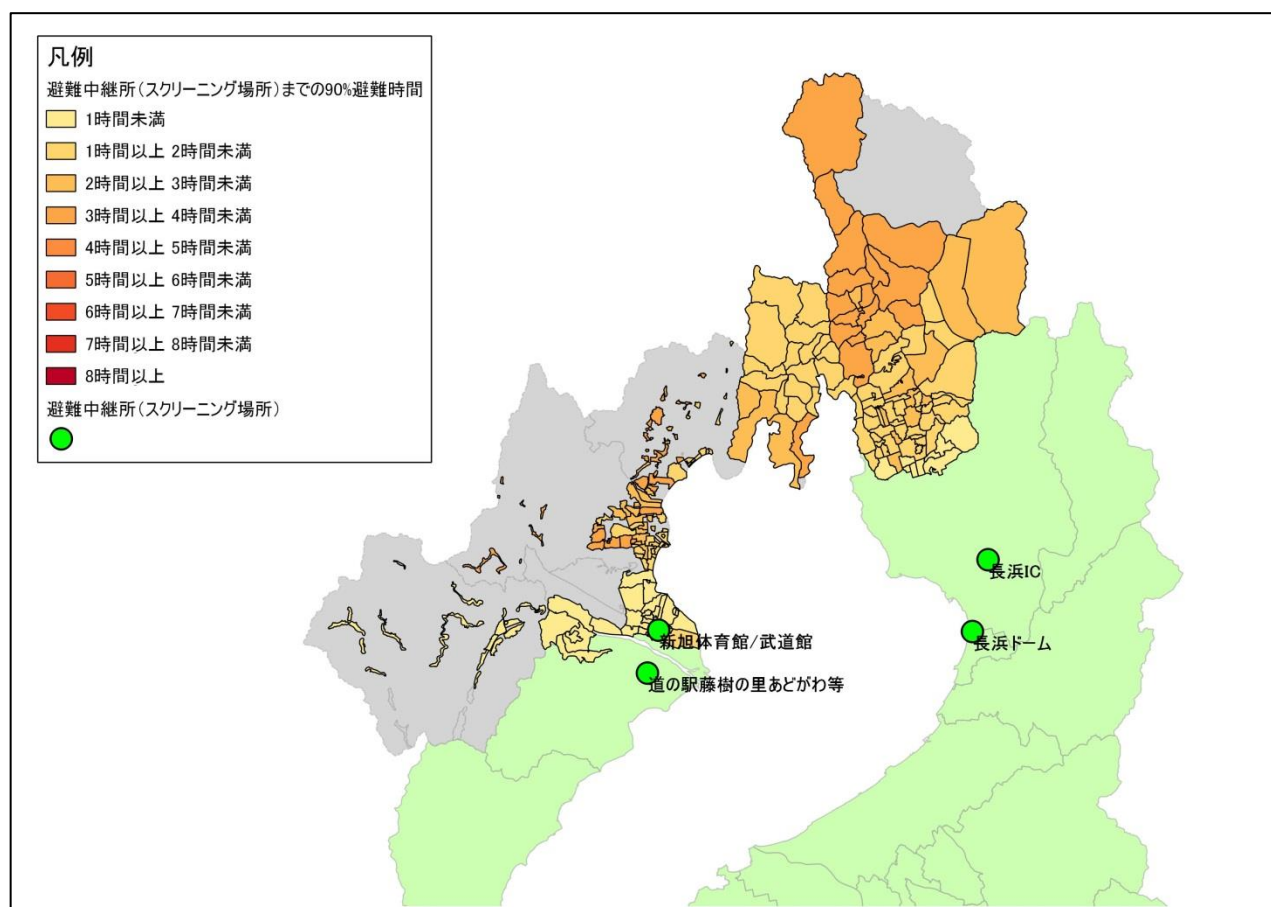 凡例
避難中継所(スクリーニング場所)までの90%避難時間
1時間未満
1時間以上 2時間未満
2時間以上 3時間未満
3時間以上 4時間未満
4時間以上 5時間未満
5時間以上 6時間未満
6時間以上 7時間未満
7時間以上 8時間未満
8時間以上
避難中継所(スクリーニング場所)
長浜IC
長浜ドーム
新旭体育館/武道館
道の駅藤樹の里あどがわ等